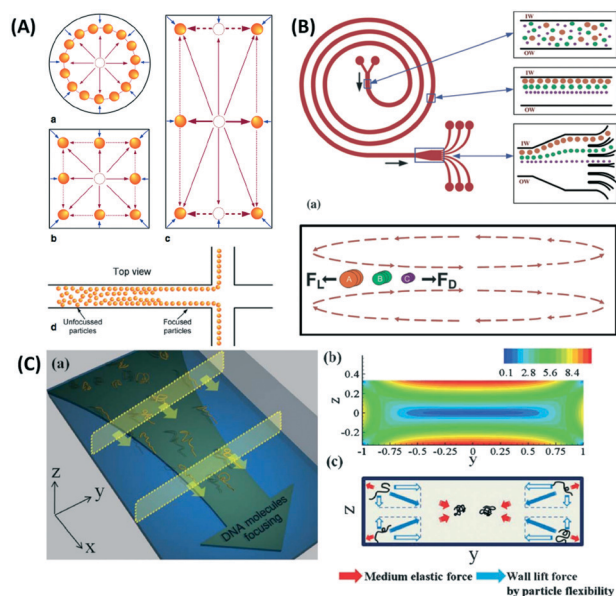 (A)
a
b
c
Top view
Unfocussed
particles
Focused
particles
d
(B)
IW
OW
IW
OW
IW
OW
(a)
F_L
A
B
C
F_D
(C)
(a)
z
y
x
DNA molecules
focusing
(b)
0.1 2.8 5.6 8.4
0.4
0.2
0
-0.2
z
-1 -0.75 -0.5 -0.25 0 0.25 0.5 0.75 1
y
(c)
z
y
Medium elastic force
Wall lift force
by particle flexibility